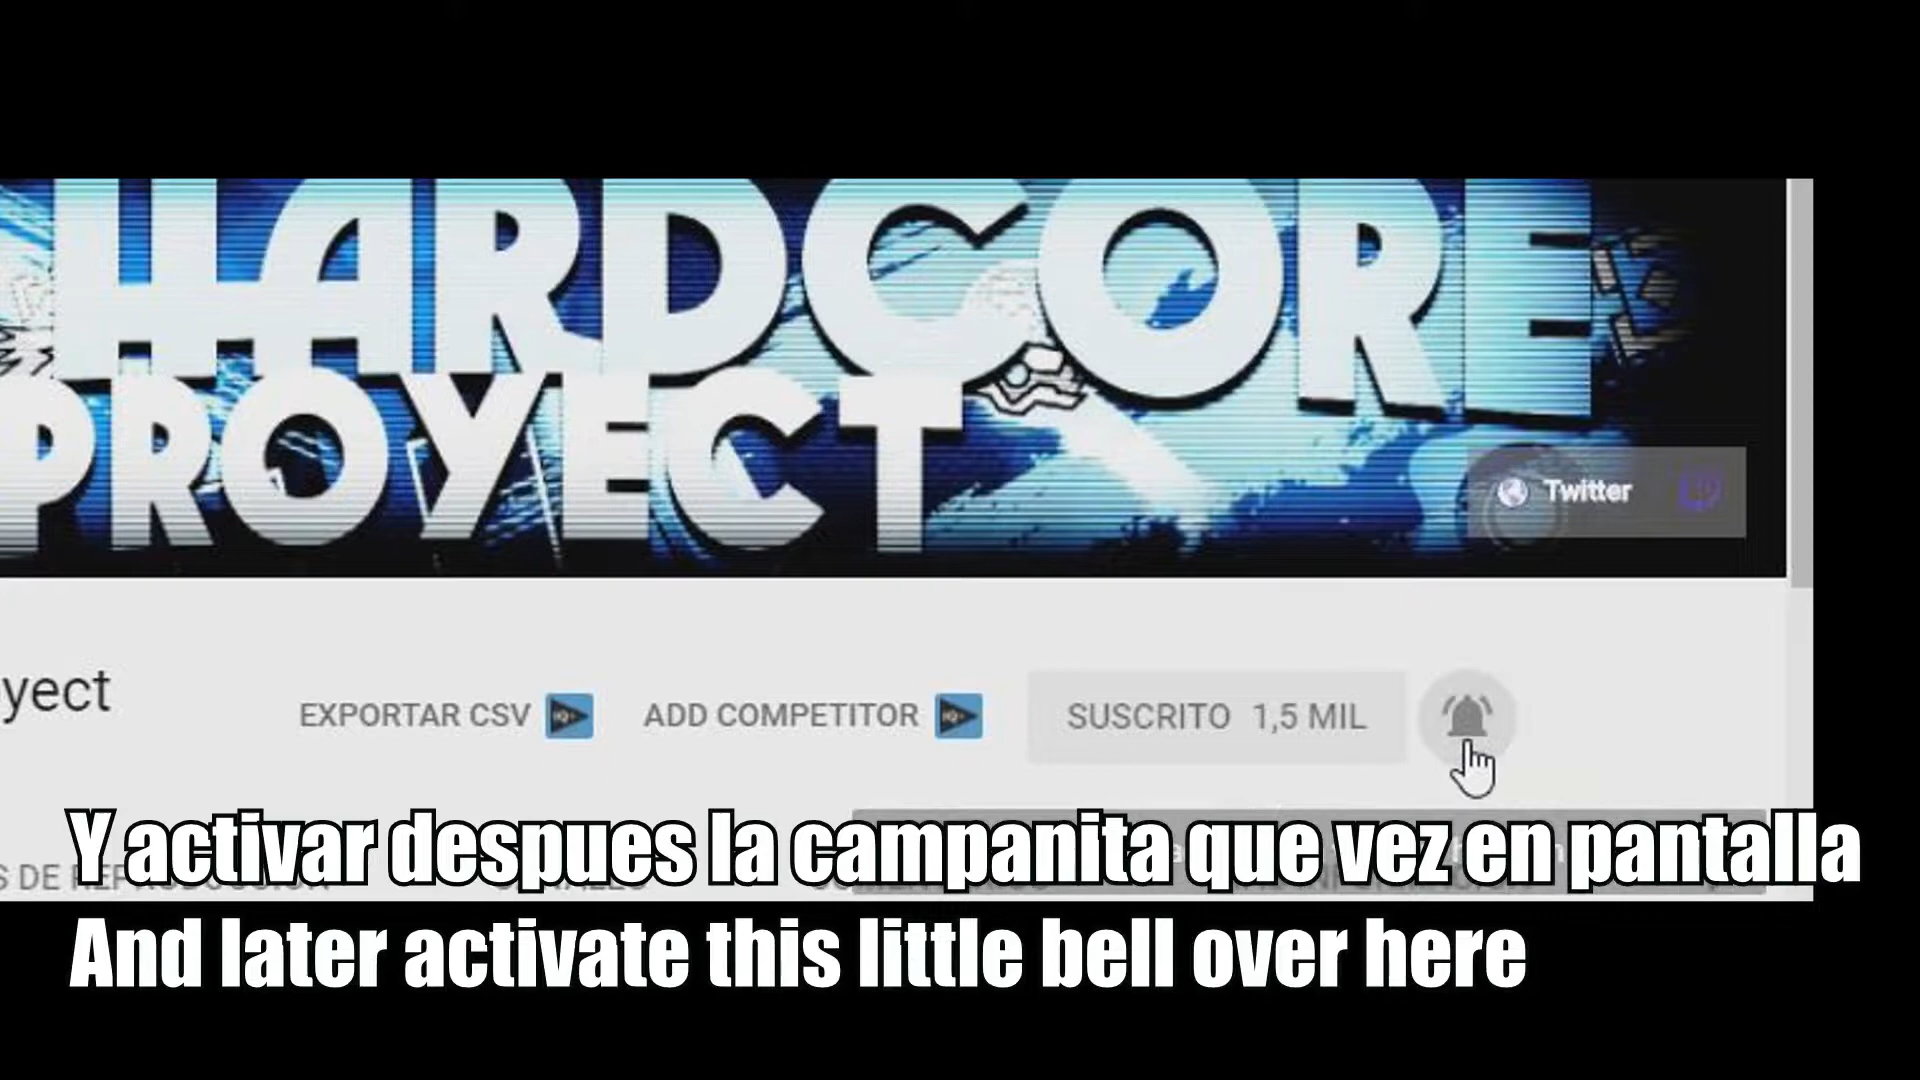 HARDCORE
PROYECT
Twitter
yect
EXPORTAR CSV
ADD COMPETITOR
SUSCRITO 1,5 MIL
Y activar despues la campanita que vez en pantalla
And later activate this little bell over here